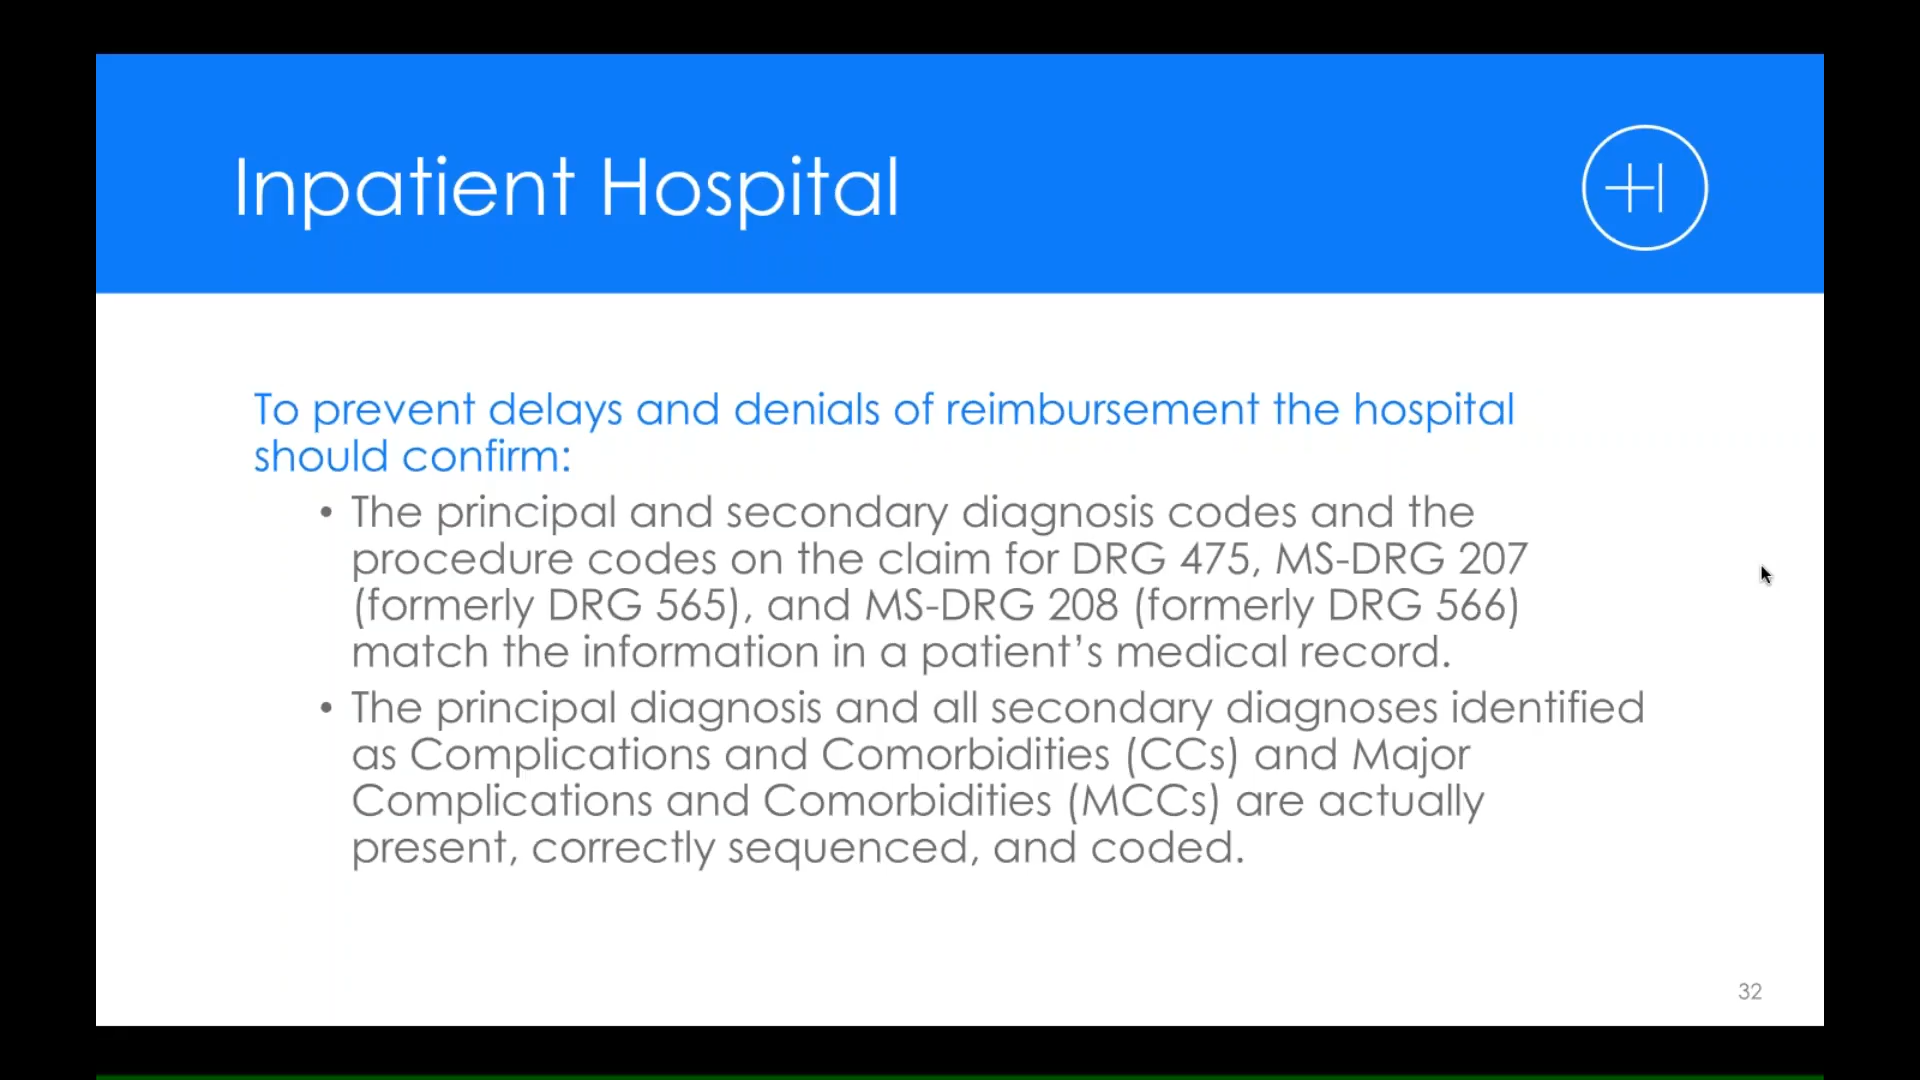 Inpatient Hospital
H
To prevent delays and denials of reimbursement the hospital
should confirm:
• The principal and secondary diagnosis codes and the
procedure codes on the claim for DRG 475, MS-DRG 207
(formerly DRG 565), and MS-DRG 208 (formerly DRG 566)
match the information in a patient’s medical record.
• The principal diagnosis and all secondary diagnoses identified
as Complications and Comorbidities (CCs) and Major
Complications and Comorbidities (MCCs) are actually
present, correctly sequenced, and coded.
32